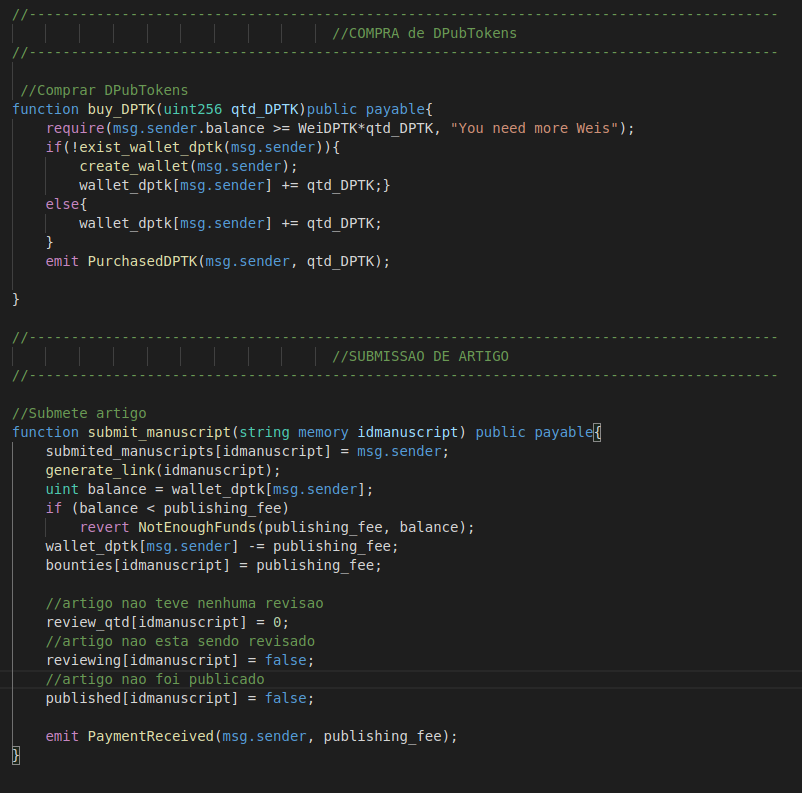 //-----------------------------------------------------------------------------------------
//COMPRA de DPubTokens
//-----------------------------------------------------------------------------------------
//Comprar DPubTokens
function buy_DPTK(uint256 qtd_DPTK)public payable{
require(msg.sender.balance >= WeiDPTK*qtd_DPTK, "You need more Weis");
if(!exist_wallet_dptk(msg.sender)){
create_wallet(msg.sender);
wallet_dptk[msg.sender] += qtd_DPTK;}
else{
wallet_dptk[msg.sender] += qtd_DPTK;
}
emit PurchasedDPTK(msg.sender, qtd_DPTK);
}
//-----------------------------------------------------------------------------------------
//SUBMISSAO DE ARTIGO
//-----------------------------------------------------------------------------------------
//Submete artigo
function submit_manuscript(string memory idmanuscript) public payable{
submited_manuscripts[idmanuscript] = msg.sender;
generate_link(idmanuscript);
uint balance = wallet_dptk[msg.sender];
if (balance < publishing_fee)
revert NotEnoughFunds(publishing_fee, balance);
wallet_dptk[msg.sender] -= publishing_fee;
bounties[idmanuscript] = publishing_fee;
//artigo nao teve nenhuma revisao
review_qtd[idmanuscript] = 0;
//artigo nao esta sendo revisado
reviewing[idmanuscript] = false;
//artigo nao foi publicado
published[idmanuscript] = false;
emit PaymentReceived(msg.sender, publishing_fee);
}